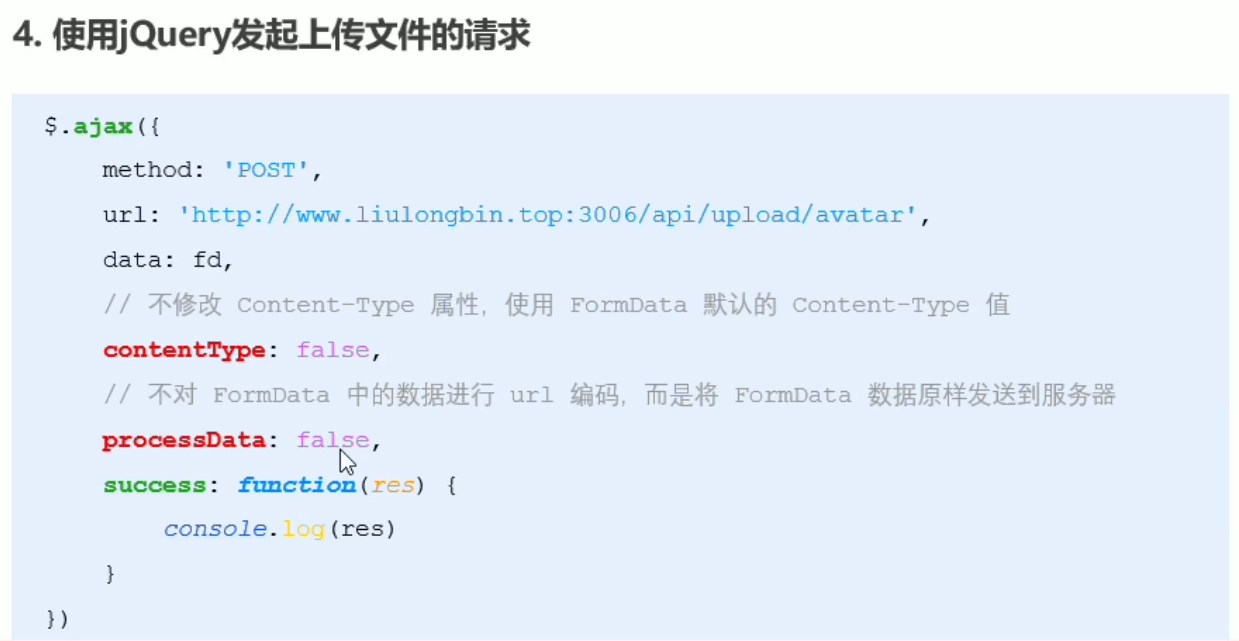 4. 使用jQuery发起上传文件的请求
$.ajax({
method: 'POST',
url: 'http://www.liulongbin.top:3006/api/upload/avatar',
data: fd,
// 不修改 Content-Type 属性，使用 FormData 默认的 Content-Type 值
contentType: false,
// 不对 FormData 中的数据进行 url 编码，而是将 FormData 数据原样发送到服务器
processData: false,
success: function(res) {
console.log(res)
}
})